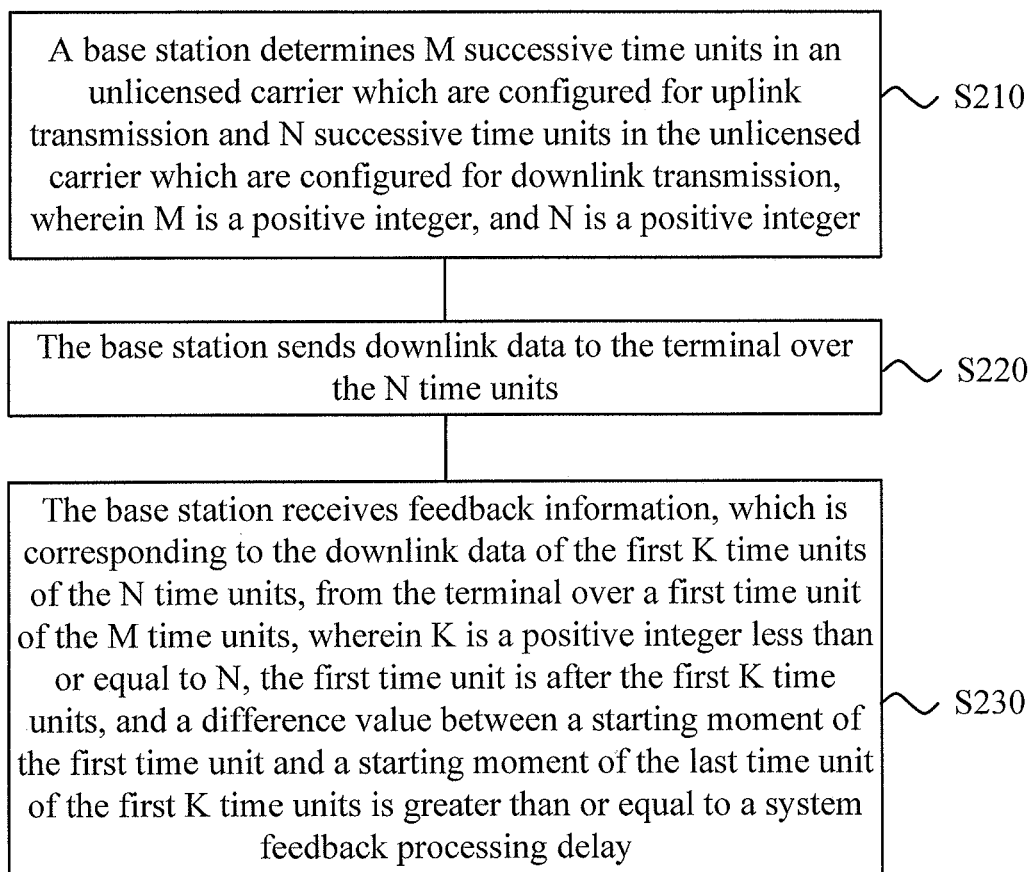 A base station determines M successive time units in an
unlicensed carrier which are configured for uplink
transmission and N successive time units in the unlicensed
carrier which are configured for downlink transmission,
wherein M is a positive integer, and N is a positive integer
S210
The base station sends downlink data to the terminal over
the N time units
S220
The base station receives feedback information, which is
corresponding to the downlink data of the first K time units
of the N time units, from the terminal over a first time unit
of the M time units, wherein K is a positive integer less than
or equal to N, the first time unit is after the first K time
units, and a difference value between a starting moment of
the first time unit and a starting moment of the last time unit
of the first K time units is greater than or equal to a system
feedback processing delay
S230